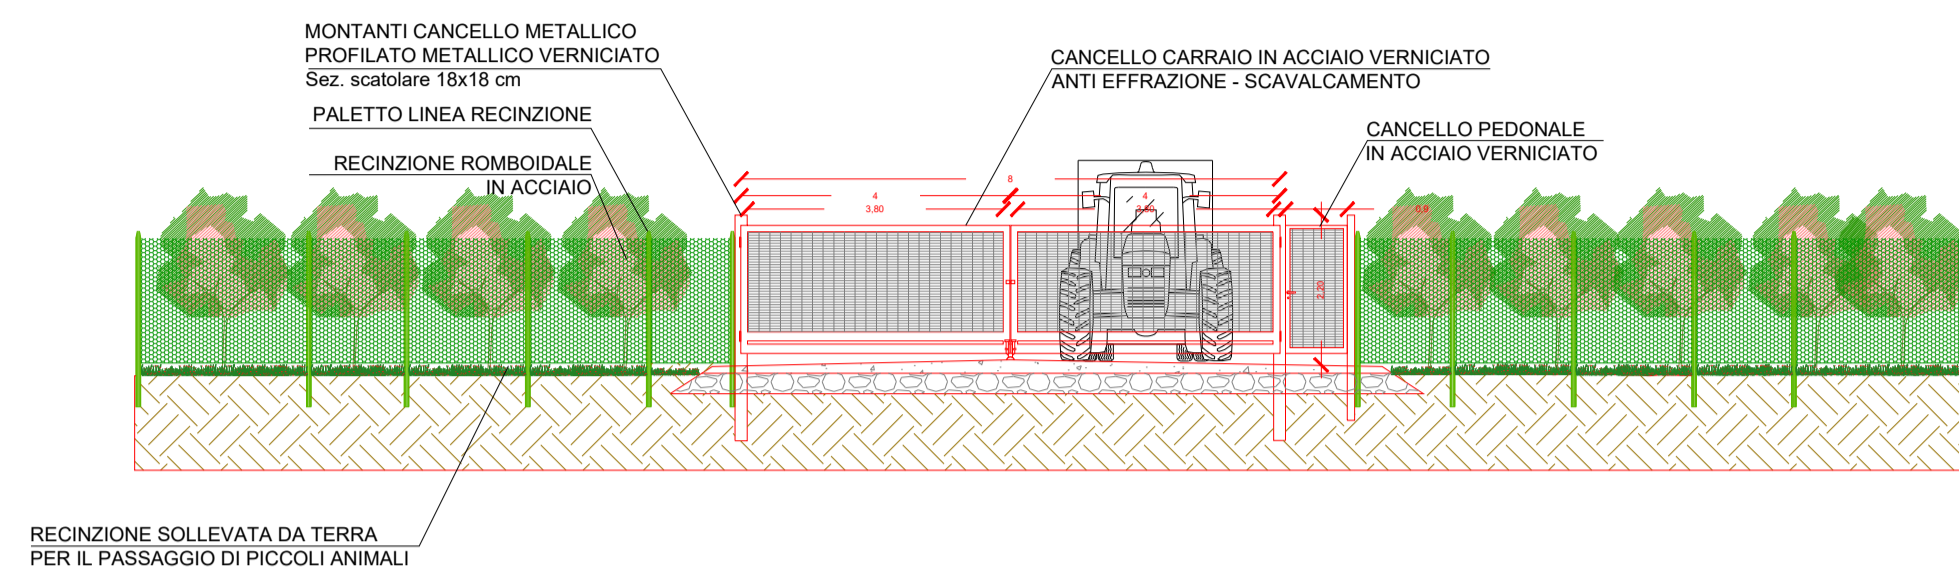 MONTANTI CANCELLO METALLICO
PROFILATO METALLICO VERNICIATO
Sez. scatolare 18x18 cm
PALETTO LINEA RECINZIONE
RECINZIONE ROMBOIDALE
IN ACCIAIO
CANCELLO CARRAIO IN ACCIAIO VERNICIATO
ANTI EFFRAZIONE - SCAVALCAMENTO
CANCELLO PEDONALE
IN ACCIAIO VERNICIATO
8
4
4
3,80
3,80
0,9
2,20
RECINZIONE SOLLEVATA DA TERRA
PER IL PASSAGGIO DI PICCOLI ANIMALI